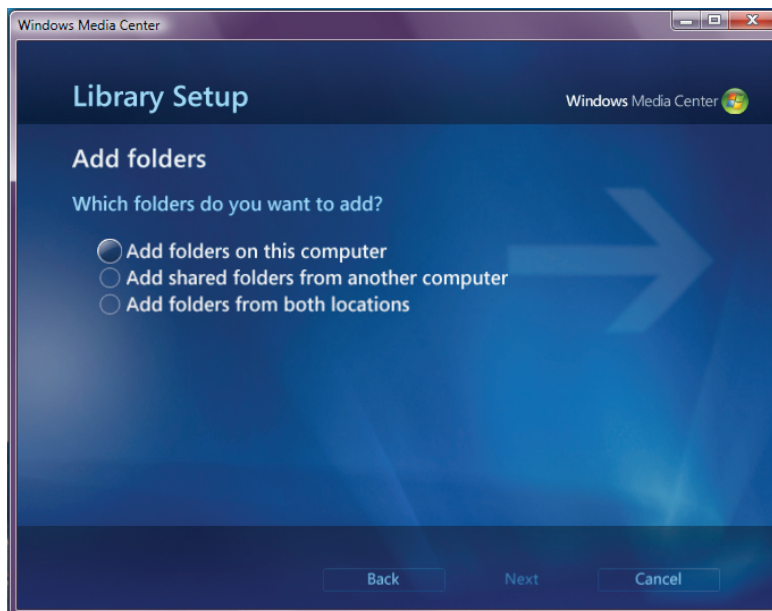 Windows Media Center
Library Setup
Windows Media Center
Add folders
Which folders do you want to add?
Add folders on this computer
Add shared folders from another computer
Add folders from both locations
Back Next Cancel